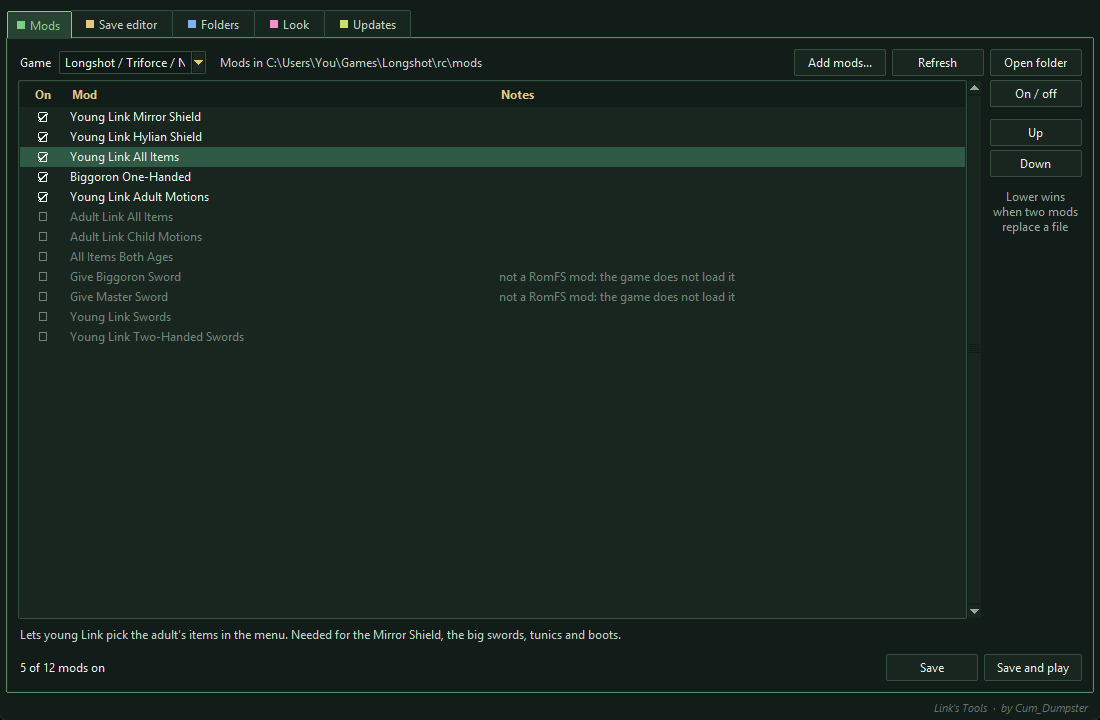 Mods Save editor Folders Look Updates
Game Longshot / Triforce / N Mods in C:\Users\You\Games\Longshot\rc\mods Add mods... Refresh Open folder
On Mod Notes On / off
Young Link Mirror Shield
Young Link Hylian Shield Up
Young Link All Items Down
Biggoron One-Handed
Young Link Adult Motions Lower wins
Adult Link All Items when two mods
Adult Link Child Motions replace a file
All Items Both Ages
Give Biggoron Sword not a RomFS mod: the game does not load it
Give Master Sword not a RomFS mod: the game does not load it
Young Link Swords
Young Link Two-Handed Swords
Lets young Link pick the adult's items in the menu. Needed for the Mirror Shield, the big swords, tunics and boots.
5 of 12 mods on Save Save and play
Link's Tools · by Cum_Dumpster